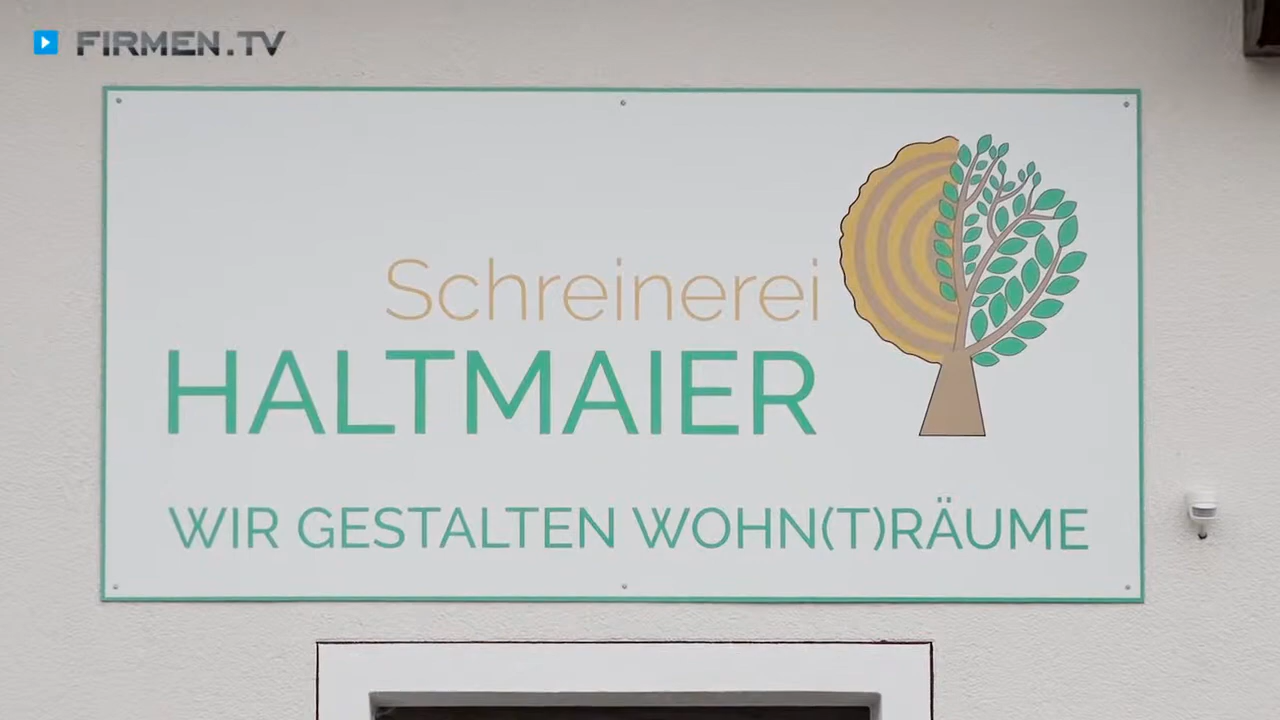 FIRMEN.TV
Schreinerei
HALTMAIER
WIR GESTALTEN WOHN(T)RÄUME